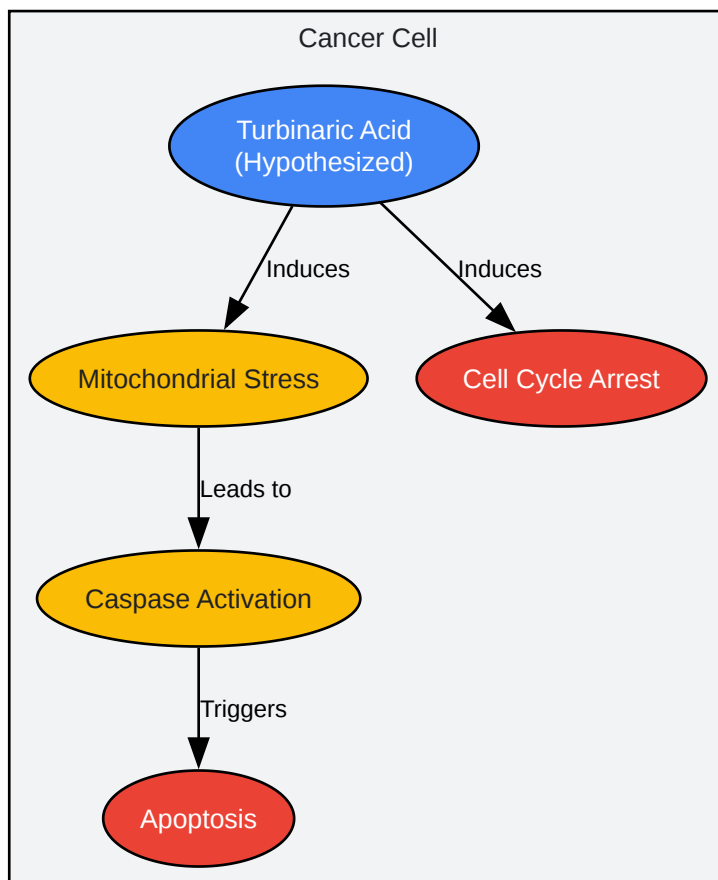 Cancer Cell
Turbinaric Acid
(Hypothesized)
Induces
Induces
Mitochondrial Stress
Cell Cycle Arrest
Leads to
Caspase Activation
Triggers
Apoptosis